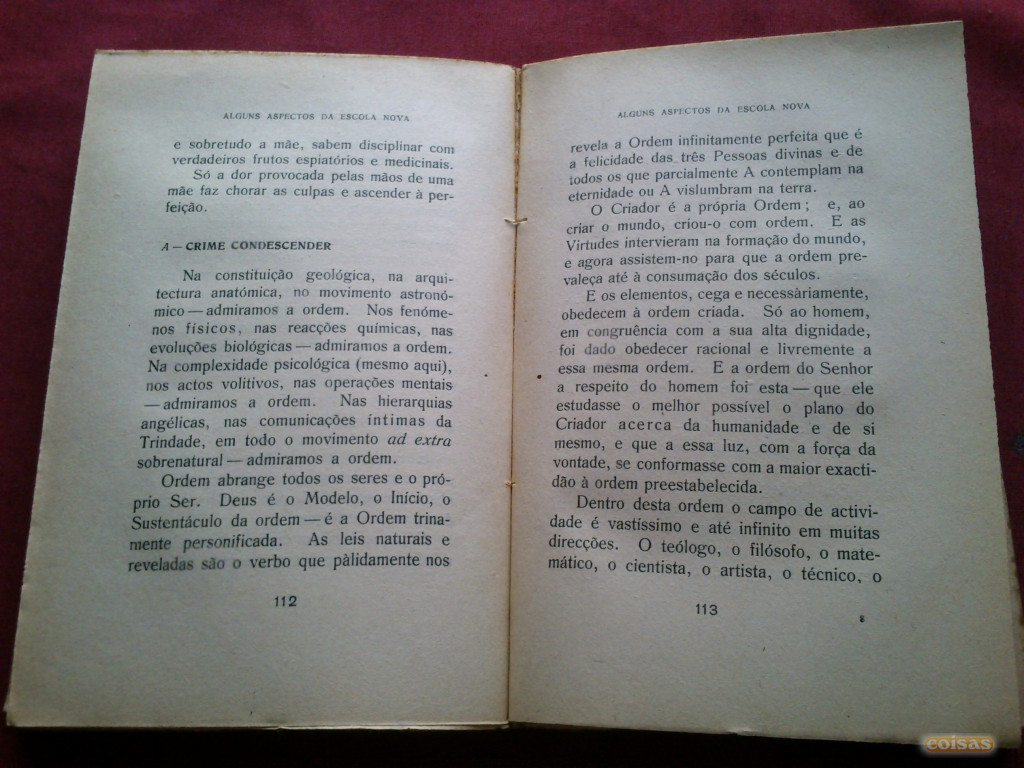 ALGUNS ASPECTOS DA ESCOLA NOVA
e sobretudo a mãe, sabem disciplinar com
verdadeiros frutos espiatórios e medicinais.
Só a dor provocada pelas mãos de uma
mãe faz chorar as culpas e ascender à per-
feição.
A — CRIME CONDESCENDER
Na constituição geológica, na arqui-
tectura anatómica, no movimento astronó-
mico — admiramos a ordem. Nos fenóme-
nos físicos, nas reacções químicas, nas
evoluções biológicas — admiramos a ordem.
Na complexidade psicológica (mesmo aqui),
nos actos volitivos, nas operações mentais
— admiramos a ordem. Nas hierarquias
angélicas, nas comunicações íntimas da
Trindade, em todo o movimento ad extra
sobrenatural — admiramos a ordem.
Ordem abrange todos os seres e o pró-
prio Ser. Deus é o Modelo, o Início, o
Sustentáculo da ordem — é a Ordem trina-
mente personificada. As leis naturais e
reveladas são o verbo que pàlidamente nos
112
ALGUNS ASPECTOS DA ESCOLA NOVA
revela a Ordem infinitamente perfeita que é
a felicidade das três Pessoas divinas e de
todos os que parcialmente A contemplam na
eternidade ou A vislumbram na terra.
O Criador é a própria Ordem; e, ao
criar o mundo, criou-o com ordem. E as
Virtudes intervieram na formação do mundo,
e agora assistem-no para que a ordem pre-
valeça até à consumação dos séculos.
E os elementos, cega e necessàriamente,
obedecem à ordem criada. Só ao homem,
em congruência com a sua alta dignidade,
foi dado obedecer racional e livremente a
essa mesma ordem. E a ordem do Senhor
a respeito do homem foi esta — que ele
estudasse o melhor possível o plano do
Criador acerca da humanidade e de si
mesmo, e que a essa luz, com a força da
vontade, se conformasse com a maior exacti-
dão à ordem preestabelecida.
Dentro desta ordem o campo de activi-
dade é vastíssimo e até infinito em muitas
direcções. O teólogo, o filósofo, o mate-
mático, o cientista, o artista, o técnico, o
113
8
coisas